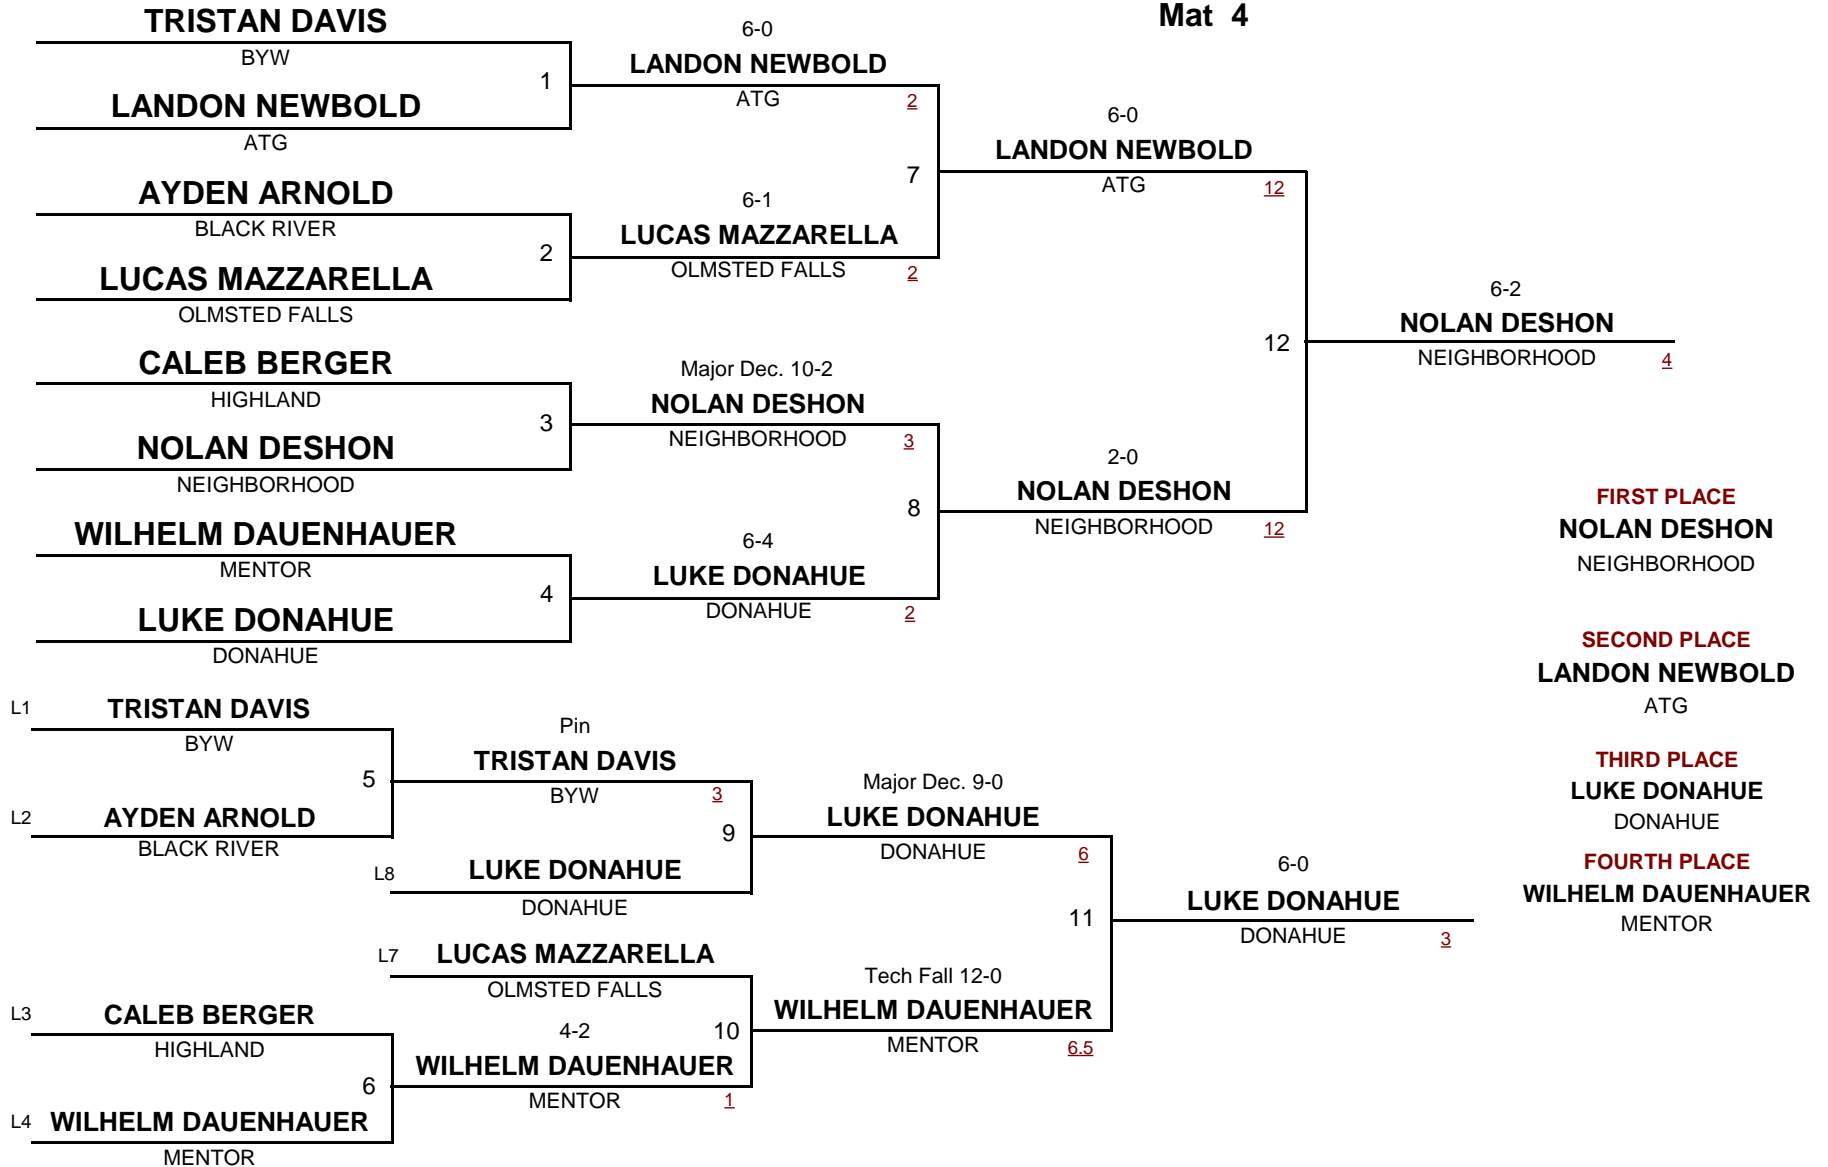 Mat 4
TRISTAN DAVIS
BYW
1
LANDON NEWBOLD
ATG
AYDEN ARNOLD
BLACK RIVER
2
LUCAS MAZZARELLA
OLMSTED FALLS
CALEB BERGER
HIGHLAND
3
NOLAN DESHON
NEIGHBORHOOD
WILHELM DAUENHAUER
MENTOR
4
LUKE DONAHUE
DONAHUE
6-0
LANDON NEWBOLD
ATG 2
7
6-1
LUCAS MAZZARELLA
OLMSTED FALLS 2
Major Dec. 10-2
NOLAN DESHON
NEIGHBORHOOD 3
8
6-4
LUKE DONAHUE
DONAHUE 2
6-0
LANDON NEWBOLD
ATG 12
12
2-0
NOLAN DESHON
NEIGHBORHOOD 12
6-2
NOLAN DESHON
NEIGHBORHOOD 4
FIRST PLACE
NOLAN DESHON
NEIGHBORHOOD
SECOND PLACE
LANDON NEWBOLD
ATG
THIRD PLACE
LUKE DONAHUE
DONAHUE
FOURTH PLACE
WILHELM DAUENHAUER
MENTOR
L1 TRISTAN DAVIS
BYW
5
L2 AYDEN ARNOLD
BLACK RIVER
L3 CALEB BERGER
HIGHLAND
6
L4 WILHELM DAUENHAUER
MENTOR
Pin
TRISTAN DAVIS
BYW 3
9
L8 LUKE DONAHUE
DONAHUE
L7 LUCAS MAZZARELLA
OLMSTED FALLS
4-2 10
WILHELM DAUENHAUER
MENTOR 1
Major Dec. 9-0
LUKE DONAHUE
DONAHUE 6
11
Tech Fall 12-0
WILHELM DAUENHAUER
MENTOR 6.5
6-0
LUKE DONAHUE
DONAHUE 3